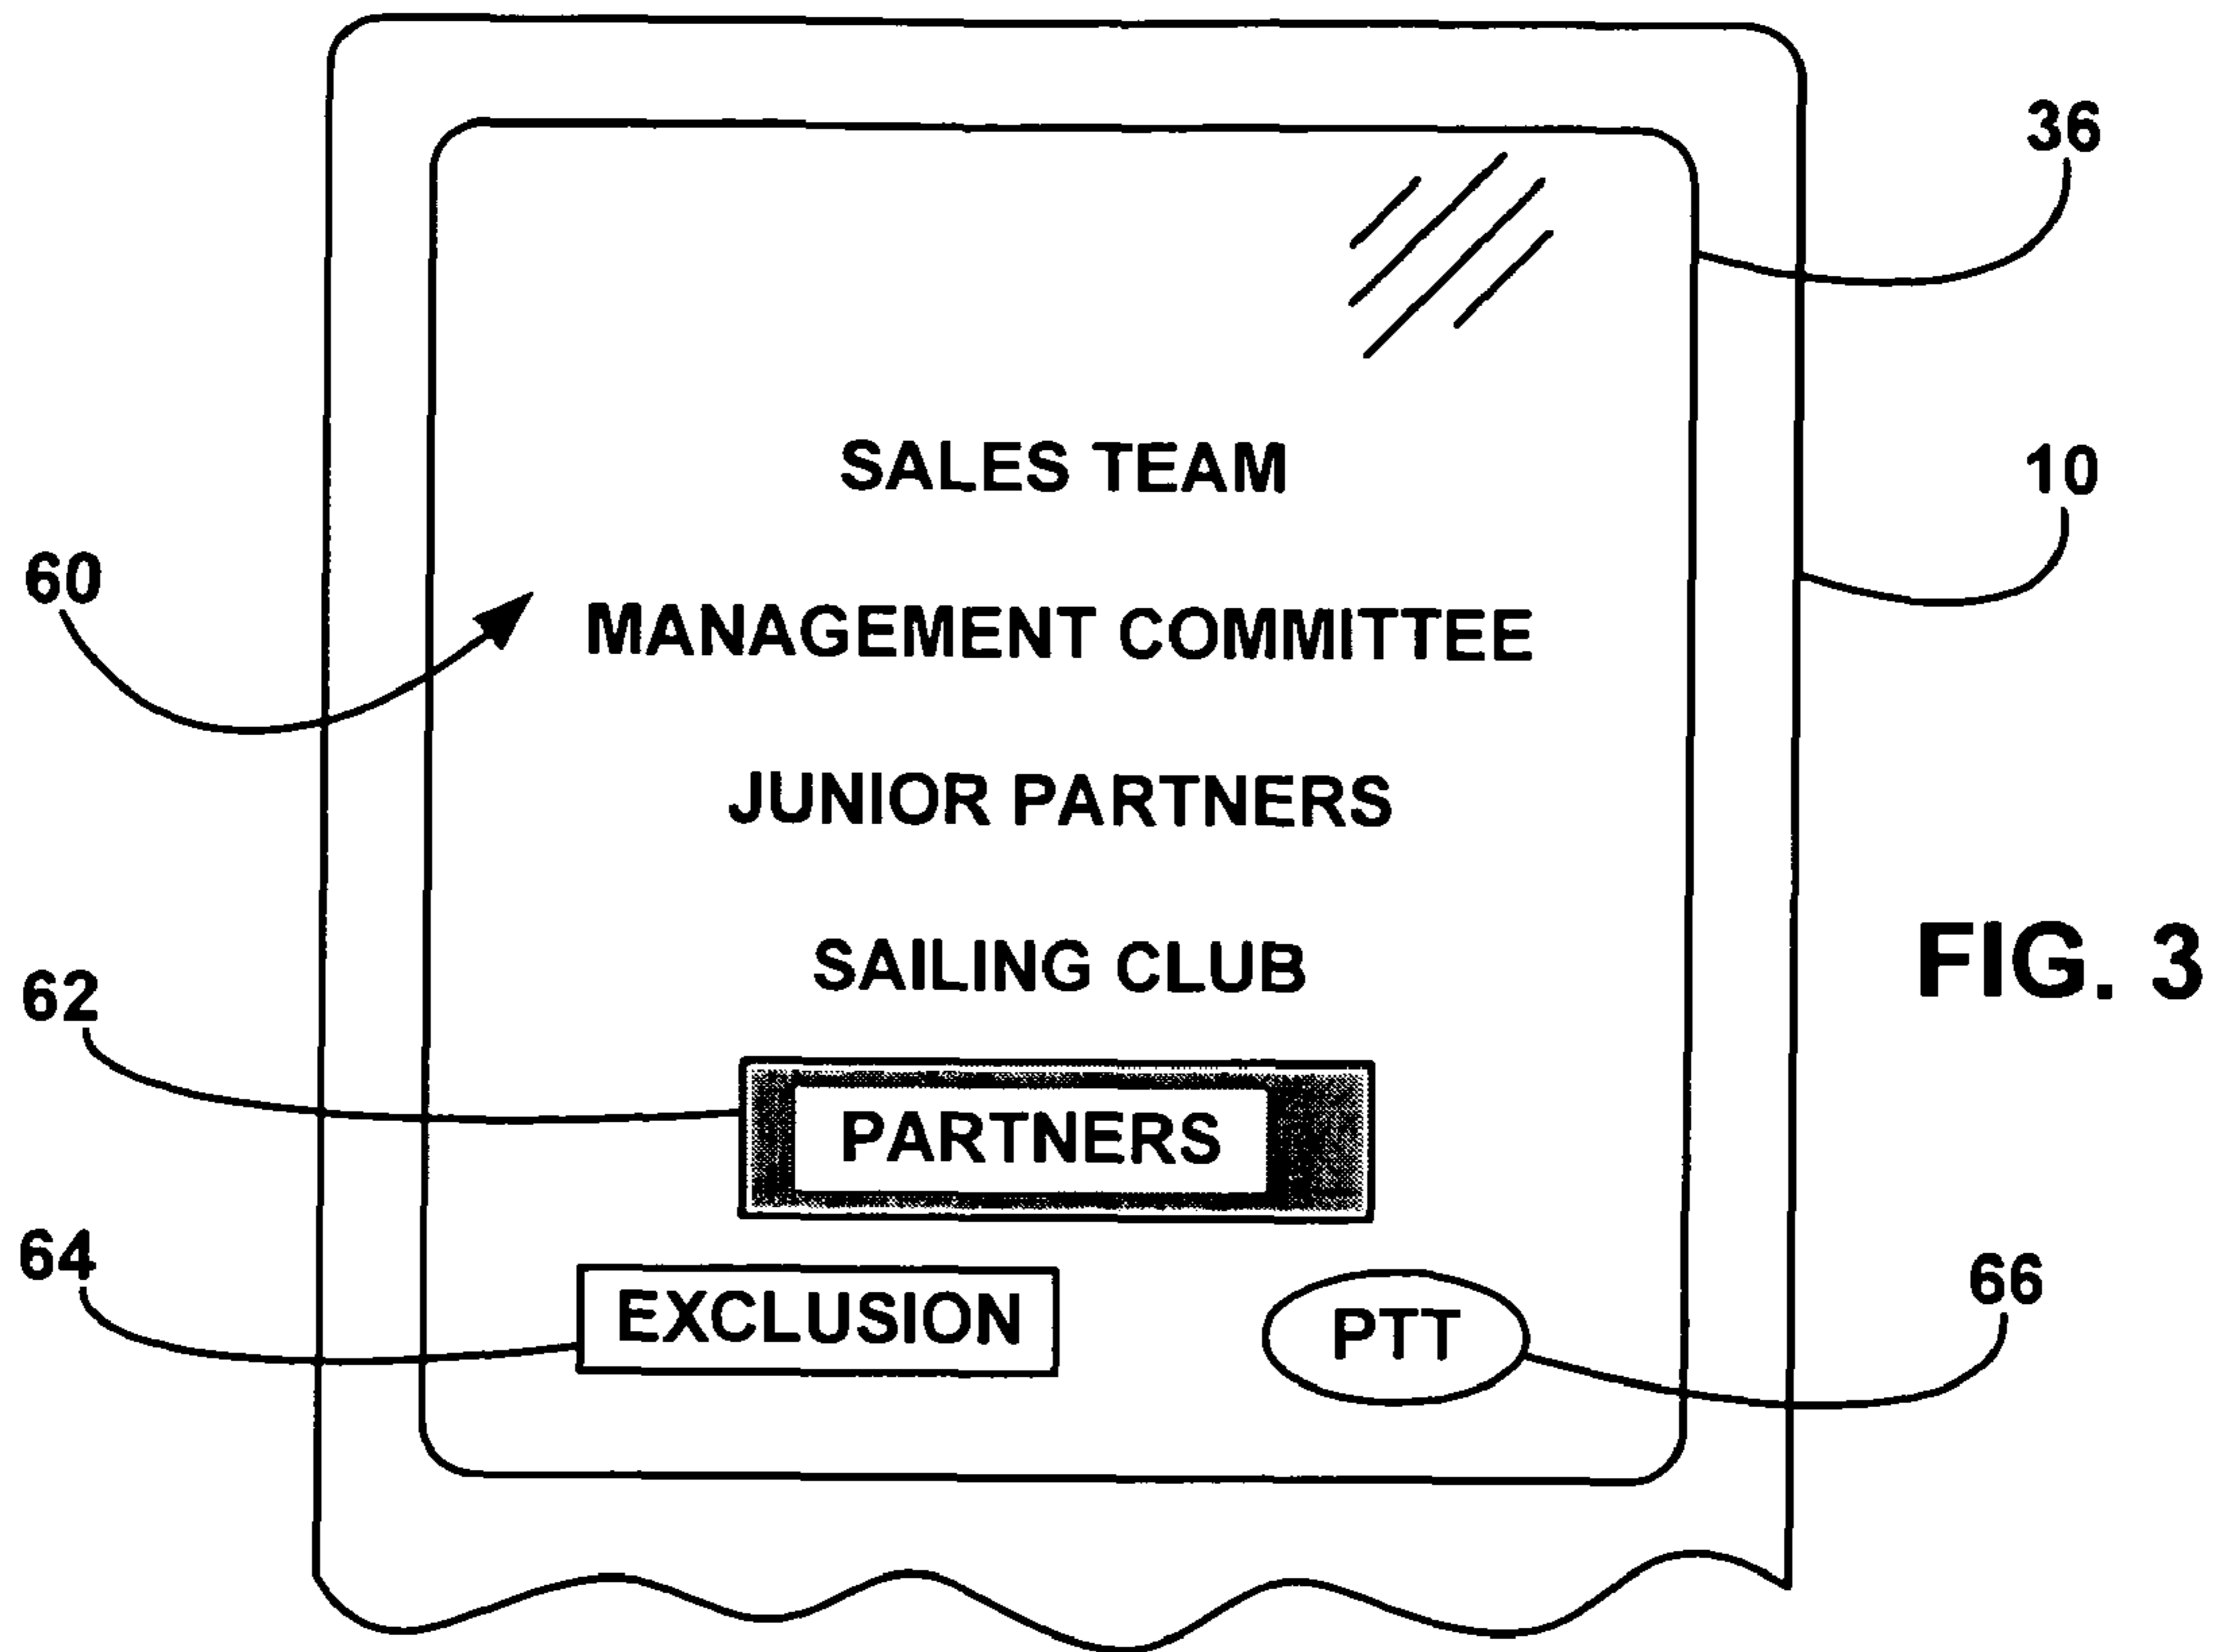 36
SALES TEAM
10
60
MANAGEMENT COMMITTEE
JUNIOR PARTNERS
SAILING CLUB
FIG. 3
62
PARTNERS
64
EXCLUSION
PTT
66